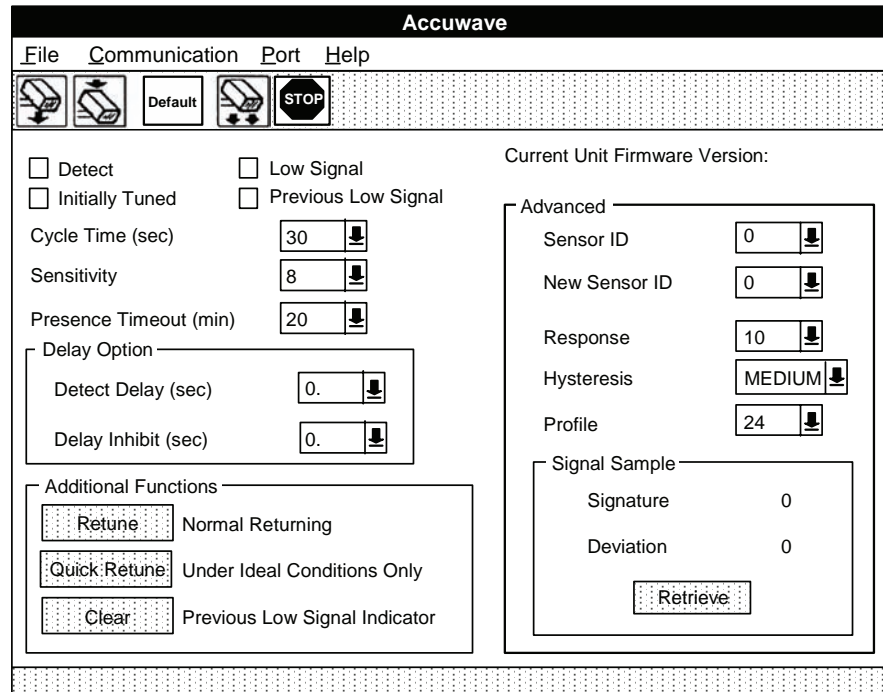 Accuwave
File Communication Port Help
Default
STOP
Detect
Low Signal
Initially Tuned
Previous Low Signal
Cycle Time (sec)
30
Sensitivity
8
Presence Timeout (min)
20
Delay Option
Detect Delay (sec)
0.
Delay Inhibit (sec)
0.
Additional Functions
Retune Normal Returning
Quick Retune Under Ideal Conditions Only
Clear Previous Low Signal Indicator
Current Unit Firmware Version:
Advanced
Sensor ID
0
New Sensor ID
0
Response
10
Hysteresis
MEDIUM
Profile
24
Signal Sample
Signature 0
Deviation 0
Retrieve